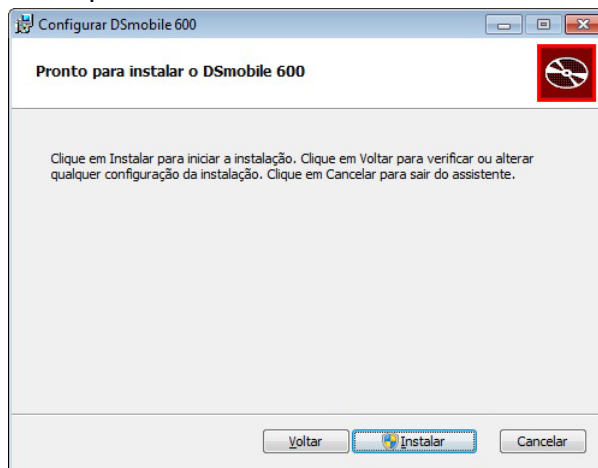 Configurar DSmobile 600
Pronto para instalar o DSmobile 600
Clique em Instalar para iniciar a instalação. Clique em Voltar para verificar ou alterar
qualquer configuração da instalação. Clique em Cancelar para sair do assistente.
Voltar Instalar Cancelar